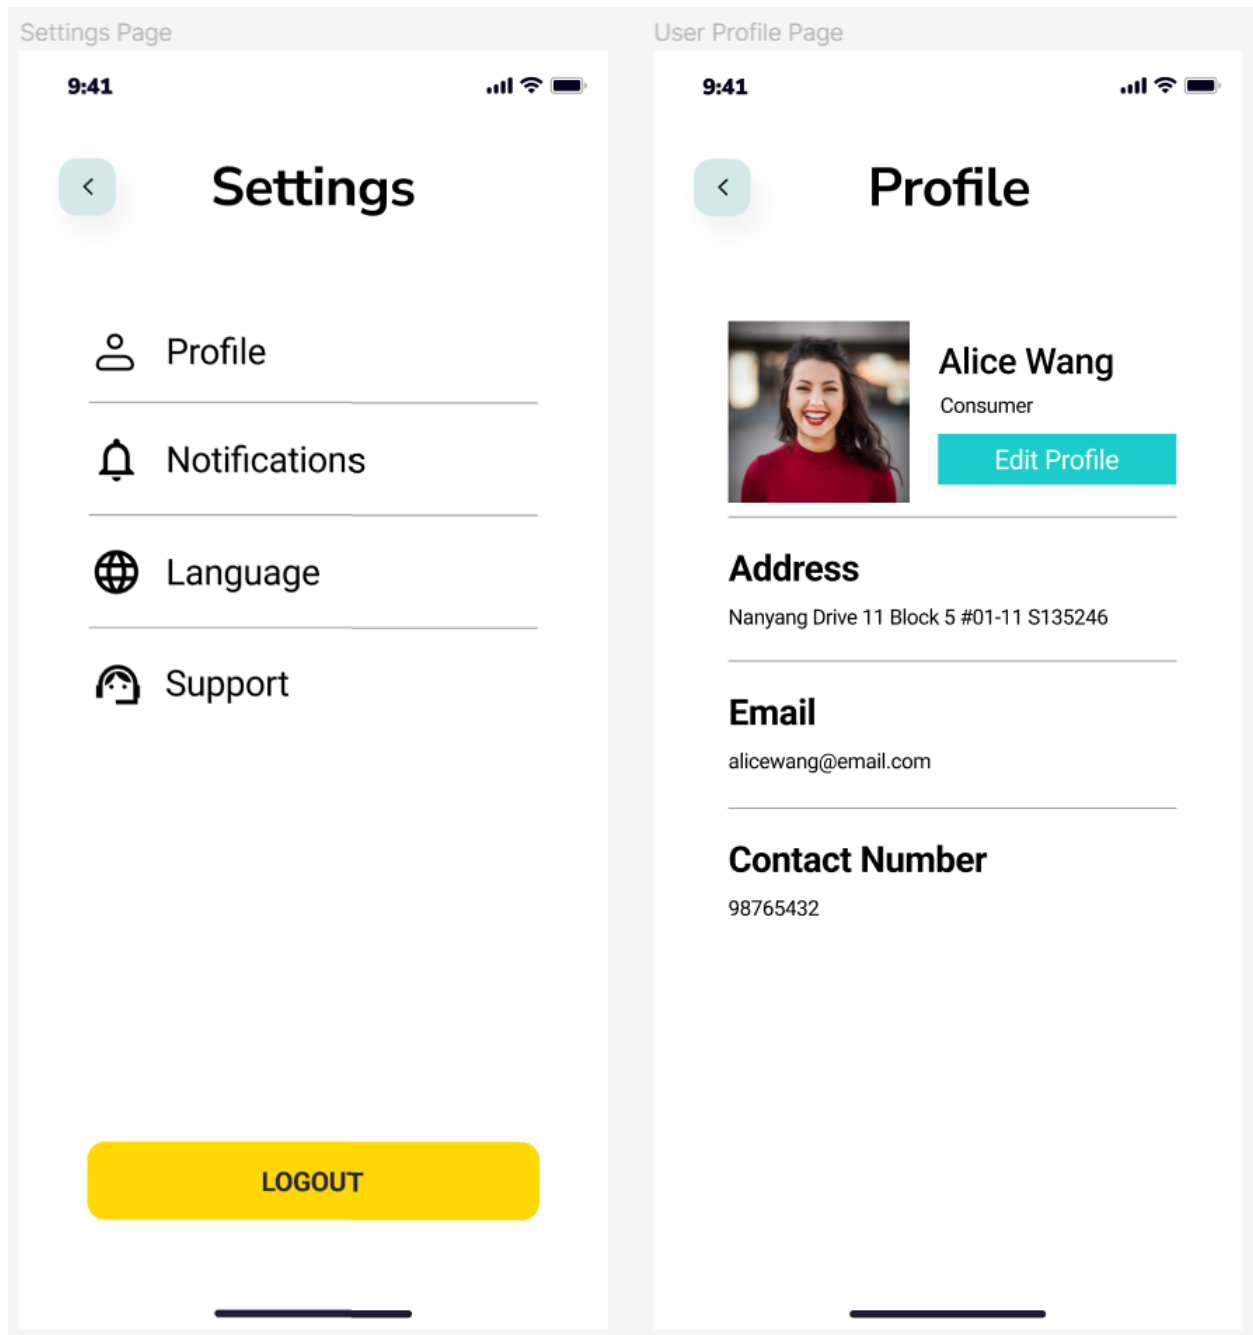 Settings Page
9:41
Settings
Profile
Notifications
Language
Support
LOGOUT
User Profile Page
9:41
Profile
Alice Wang
Consumer
Edit Profile
Address
Nanyang Drive 11 Block 5 #01-11 S135246
Email
alicewang@email.com
Contact Number
98765432